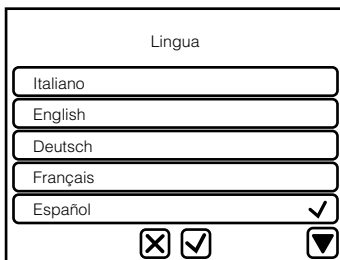 Lingua
Italiano
English
Deutsch
Français
Español